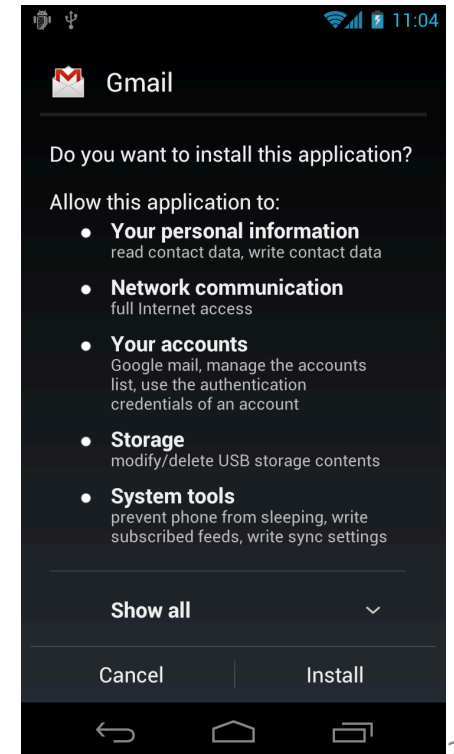 11:04
Gmail
Do you want to install this application?
Allow this application to:
● Your personal information
read contact data, write contact data
● Network communication
full Internet access
● Your accounts
Google mail, manage the accounts
list, use the authentication
credentials of an account
● Storage
modify/delete USB storage contents
● System tools
prevent phone from sleeping, write
subscribed feeds, write sync settings
Show all
Cancel Install